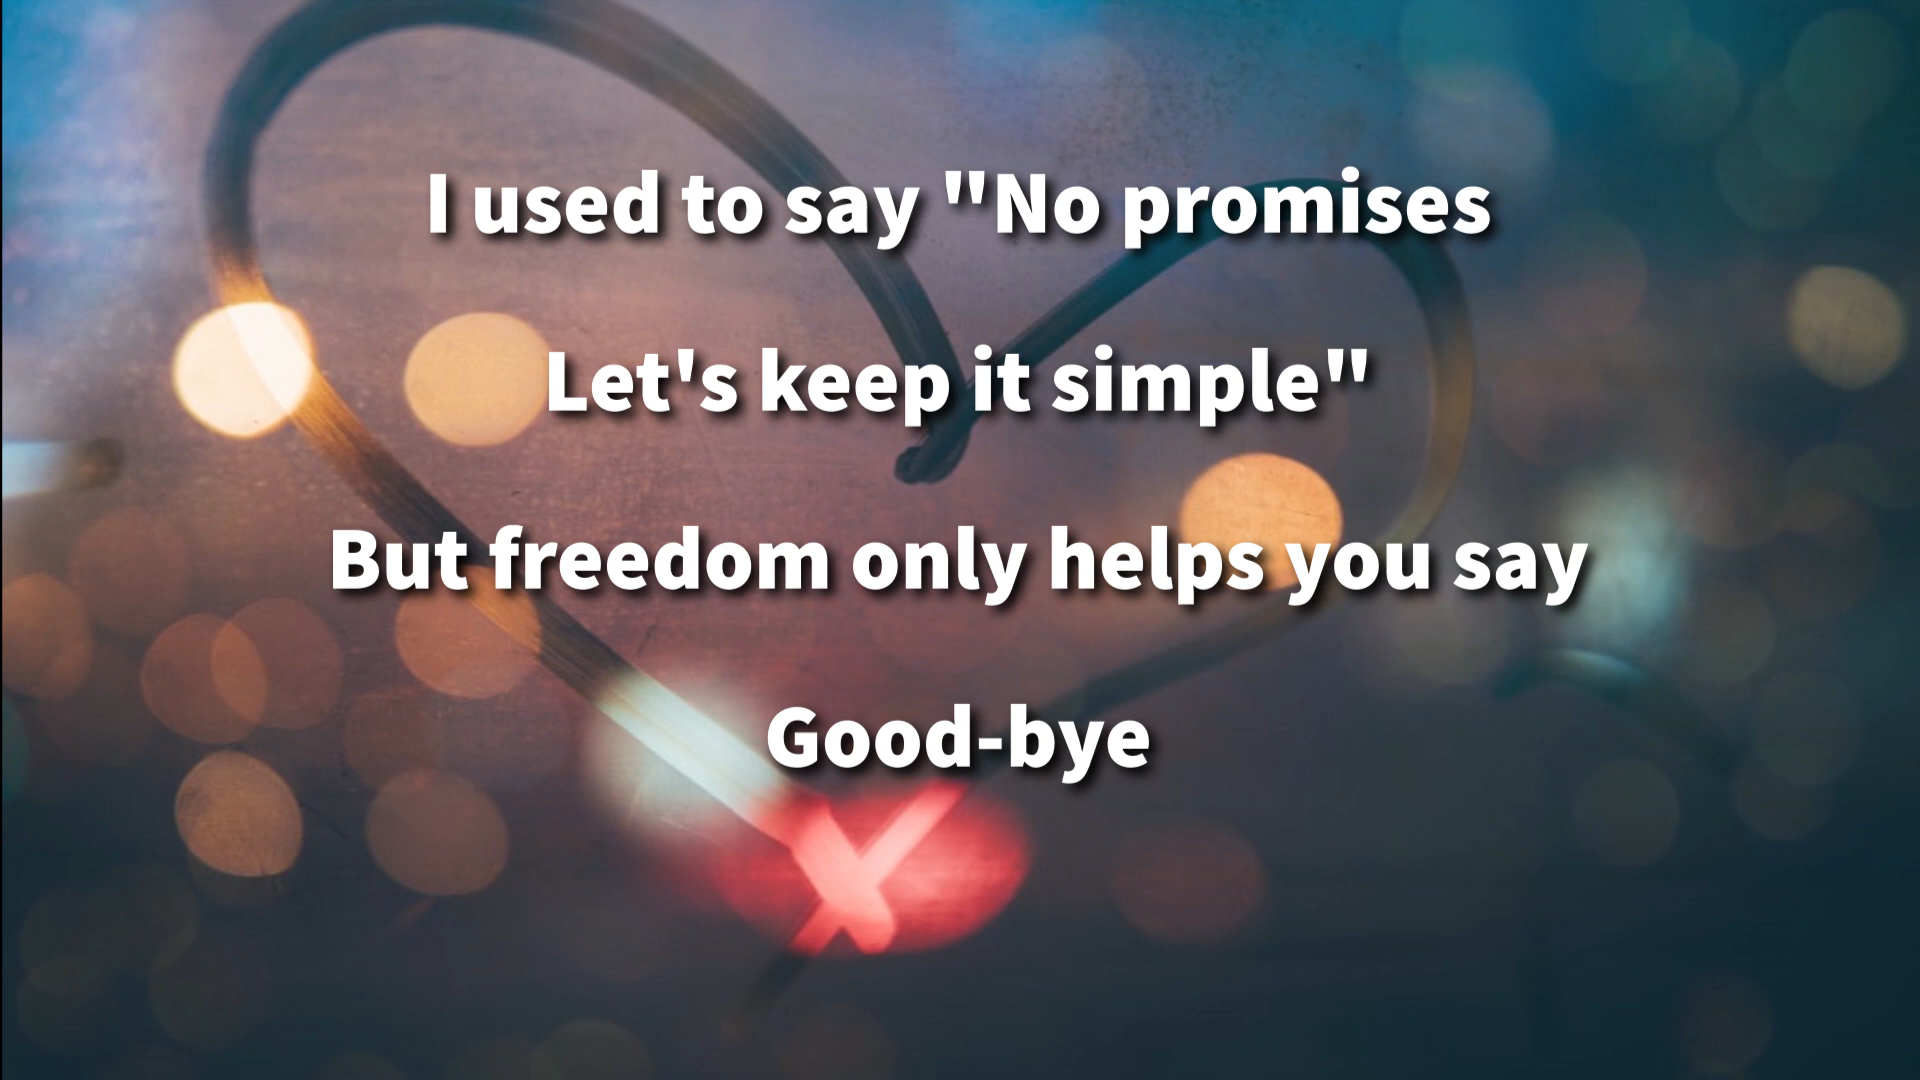 I used to say "No promises
Let's keep it simple"
But freedom only helps you say
Good-bye